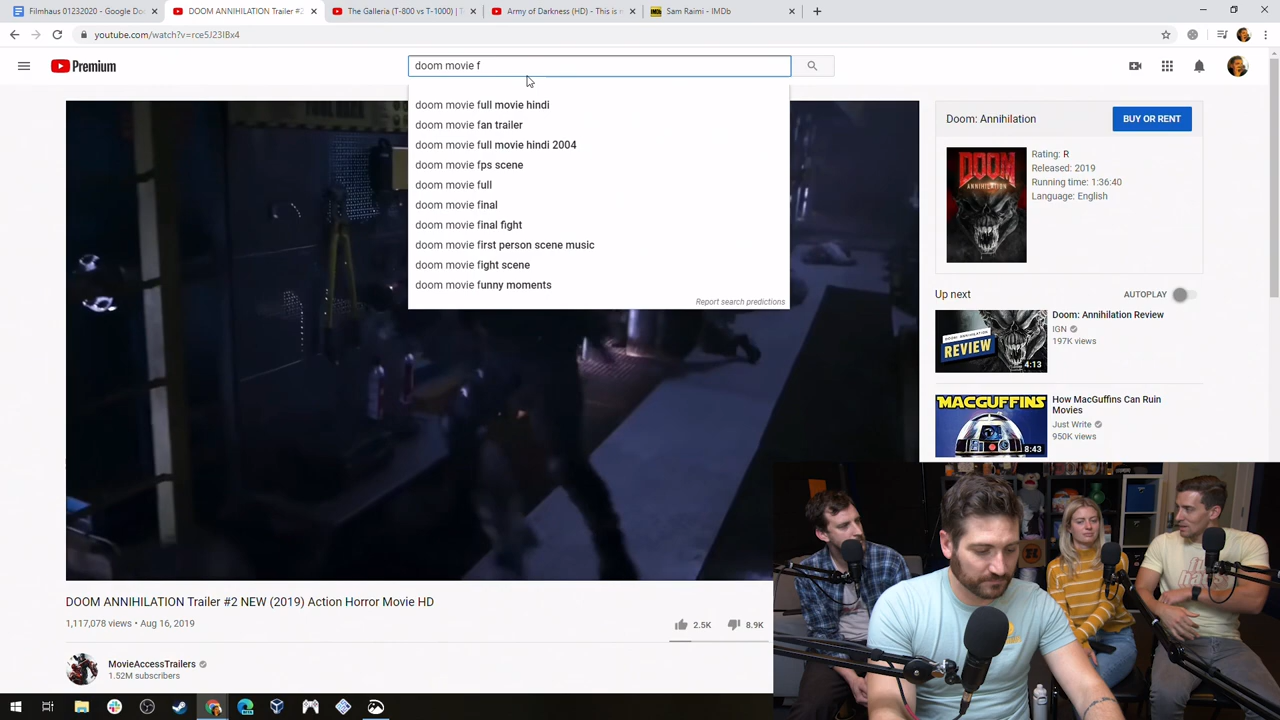 Filmhaus 01232020 - Google Do
DOOM ANNIHILATION Trailer #2
The Galleria (T-800 vs T-1000) | T
Army of Darkness (HD) - This is
Sam Raimi - IMDb
youtube.com/watch?v=rce5J23IBx4
Premium
doom movie f
doom movie full movie hindi
doom movie fan trailer
doom movie full movie hindi 2004
doom movie fps scene
doom movie full
doom movie final
doom movie final fight
doom movie first person scene music
doom movie fight scene
doom movie funny moments
Report search predictions
Doom: Annihilation
BUY OR RENT
DOOM
ANNIHILATION
Rating: R
Released: 2019
Running time: 1:36:40
Language: English
Up next
AUTOPLAY
DOOM
REVIEW
4:13
Doom: Annihilation Review
IGN
197K views
MACGUFFINS
8:43
How MacGuffins Can Ruin
Movies
Just Write
950K views
DOOM ANNIHILATION Trailer #2 NEW (2019) Action Horror Movie HD
1,117,078 views • Aug 16, 2019
2.5K
8.9K
MovieAccessTrailers
1.52M subscribers